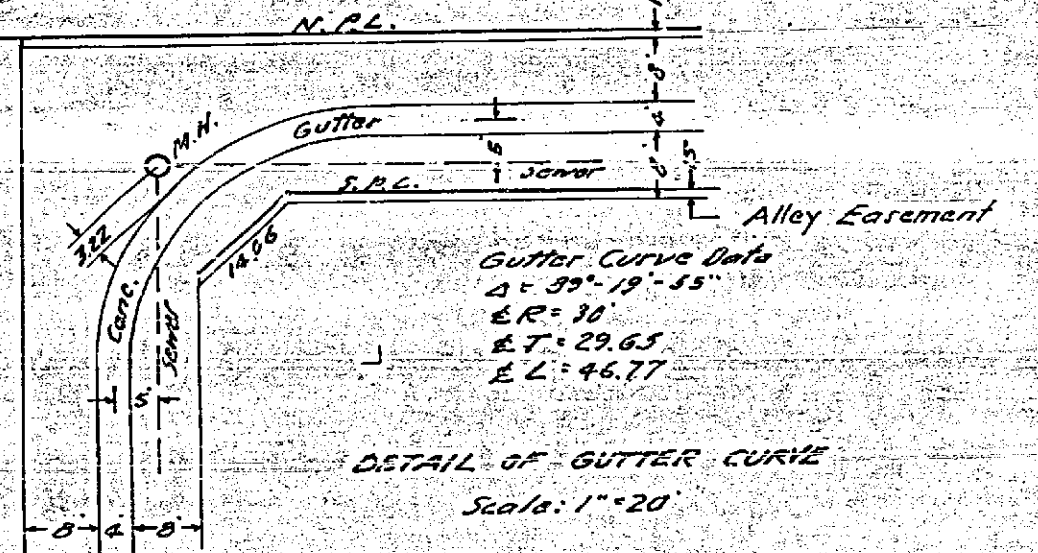 N. P.L.
8'
4'
8'
.5'
M.H.
Gutter
5'
Sewer
S.P.L.
Alley Easement
3.22
14.06
Conc.
Sewer
5'
Gutter Curve Data
Δ = 89°-19'-55"
℄ R = 30'
℄ T = 29.65
℄ L = 46.77
DETAIL OF GUTTER CURVE
Scale: 1" = 20'
8' 4' 8'